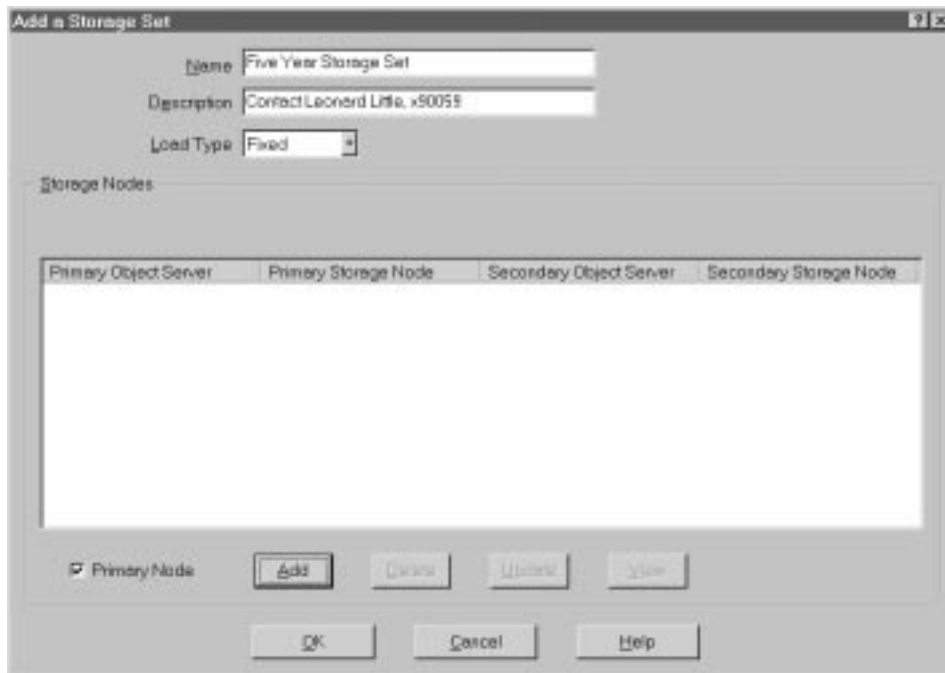 Add a Storage Set
Name Five Year Storage Set
Description Contact Leonard Little, x90059
Load Type Fixed
Storage Nodes
Primary Object Server Primary Storage Node Secondary Object Server Secondary Storage Node
Primary Node Add Delete Update View
OK Cancel Help